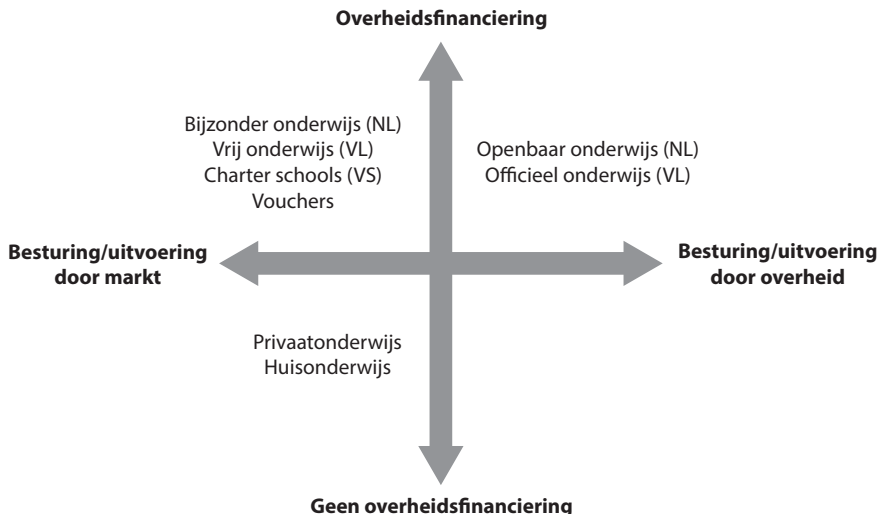 Overheidsfinanciering
Bijzonder onderwijs (NL)
Vrij onderwijs (VL)
Charter schools (VS)
Vouchers
Openbaar onderwijs (NL)
Officieel onderwijs (VL)
Besturing/uitvoering
door markt
Besturing/uitvoering
door overheid
Privaatonderwijs
Huisonderwijs
Geen overheidsfinanciering